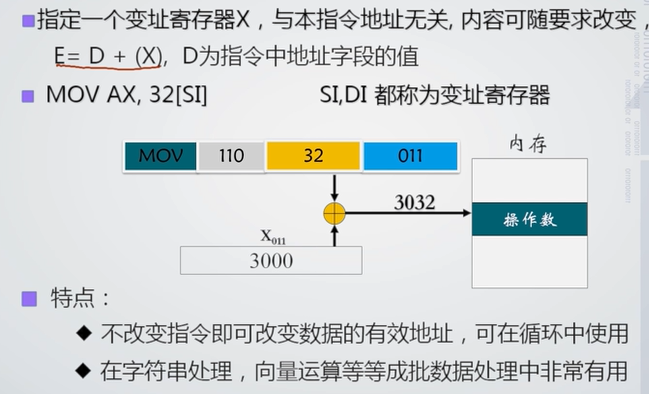 指定一个变址寄存器X，与本指令地址无关, 内容可随要求改变，
E= D + (X), D为指令中地址字段的值
MOV AX, 32[SI] SI,DI 都称为变址寄存器
内存
MOV 110 32 011
3032
操作数
X011
3000
特点：
不改变指令即可改变数据的有效地址，可在循环中使用
在字符串处理，向量运算等等成批数据处理中非常有用